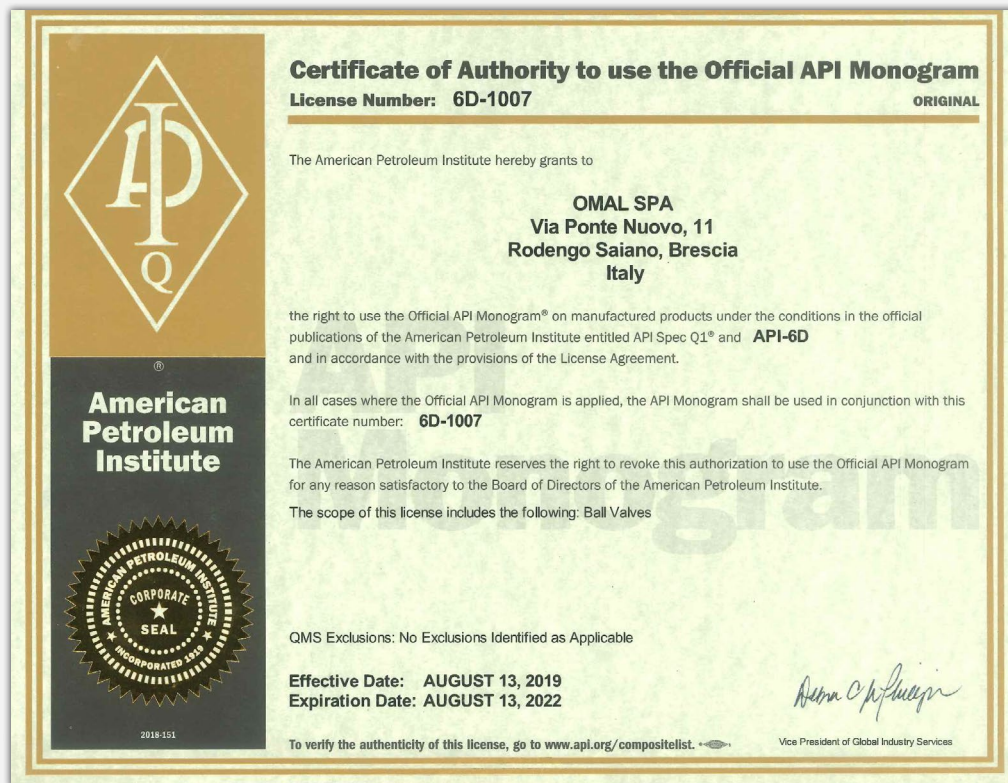 Certificate of Authority to use the Official API Monogram
License Number: 6D-1007
ORIGINAL
The American Petroleum Institute hereby grants to
OMAL SPA
Via Ponte Nuovo, 11
Rodengo Saiano, Brescia
Italy
the right to use the Official API Monogram® on manufactured products under the conditions in the official
publications of the American Petroleum Institute entitled API Spec Q1® and API-6D
and in accordance with the provisions of the License Agreement.
In all cases where the Official API Monogram is applied, the API Monogram shall be used in conjunction with this
certificate number: 6D-1007
The American Petroleum Institute reserves the right to revoke this authorization to use the Official API Monogram
for any reason satisfactory to the Board of Directors of the American Petroleum Institute.
The scope of this license includes the following: Ball Valves
QMS Exclusions: No Exclusions Identified as Applicable
Effective Date: AUGUST 13, 2019
Expiration Date: AUGUST 13, 2022
To verify the authenticity of this license, go to www.api.org/compositelist.
Vice President of Global Industry Services
API
Monogram
API
Q
®
American
Petroleum
Institute
AMERICAN PETROLEUM INSTITUTE
CORPORATE
SEAL
INCORPORATED 1919
2018-151